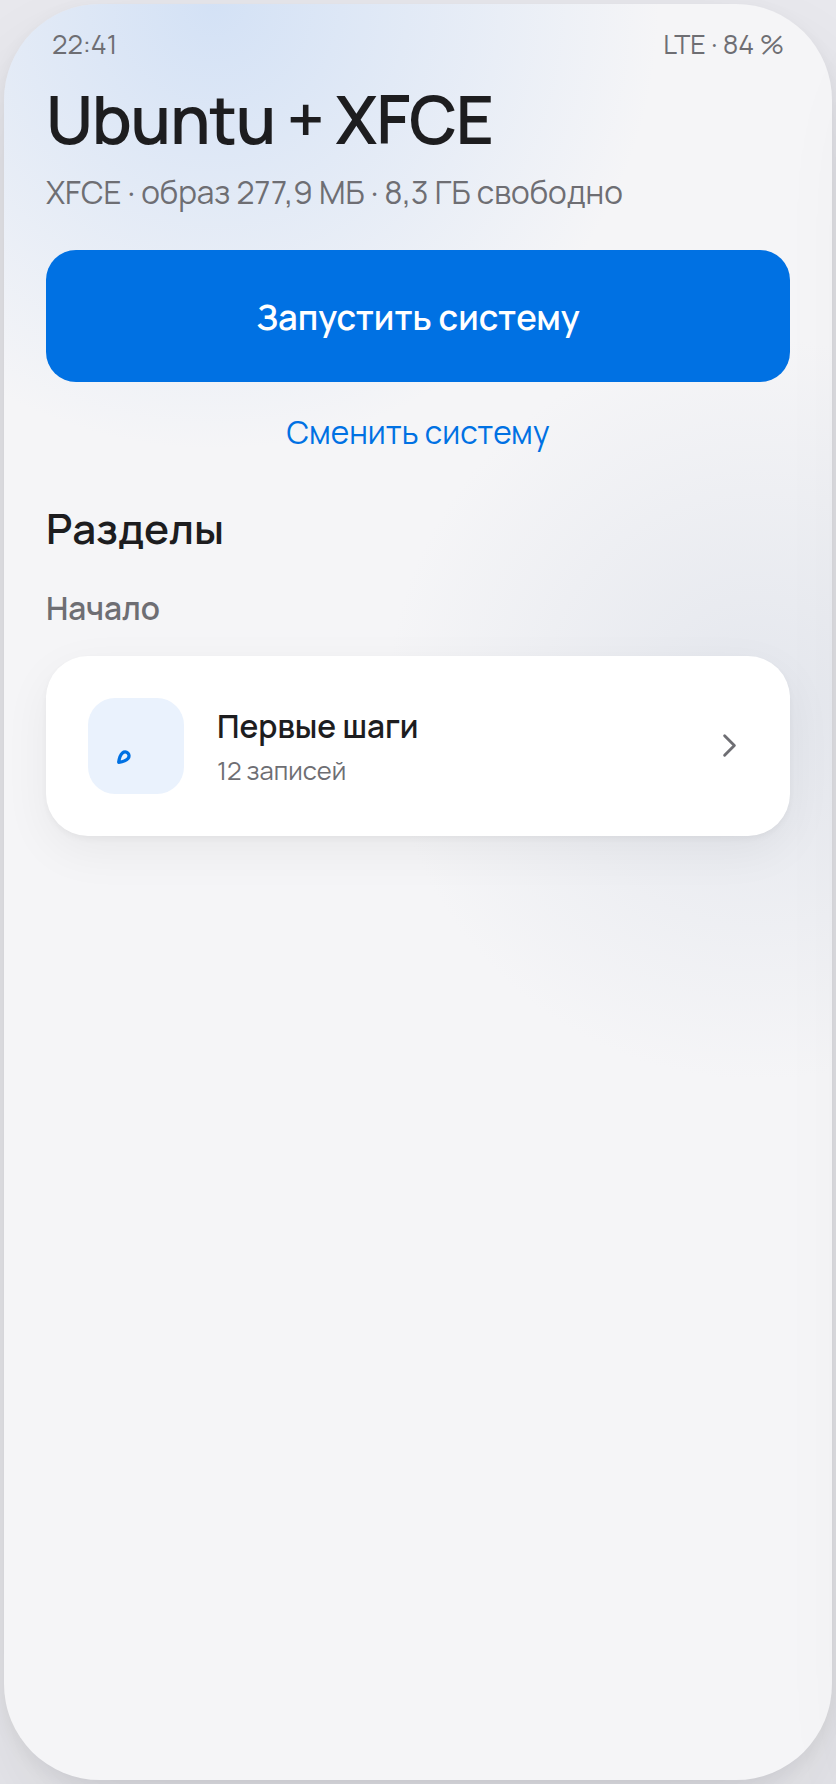 22:41 LTE · 84 %
Ubuntu + XFCE
XFCE · образ 277,9 МБ · 8,3 ГБ свободно
Запустить систему
Сменить систему
Разделы
Начало
Первые шаги
12 записей